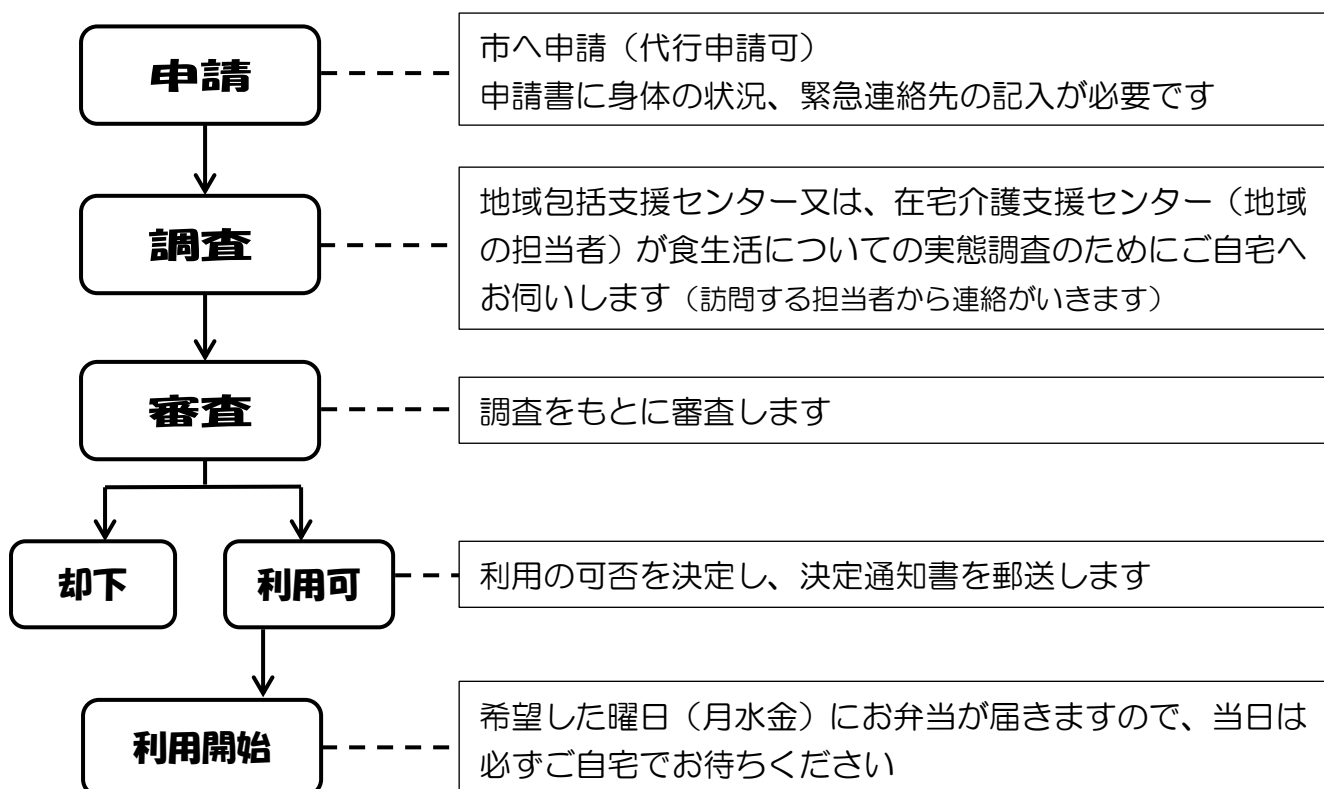 申請
市へ申請（代行申請可）
申請書に身体の状況、緊急連絡先の記入が必要です
調査
地域包括支援センター又は、在宅介護支援センター（地域
の担当者）が食生活についての実態調査のためにご自宅へ
お伺いします（訪問する担当者から連絡がいきます）
審査
調査をもとに審査します
却下
利用可
利用の可否を決定し、決定通知書を郵送します
利用開始
希望した曜日（月水金）にお弁当が届きますので、当日は
必ずご自宅でお待ちください